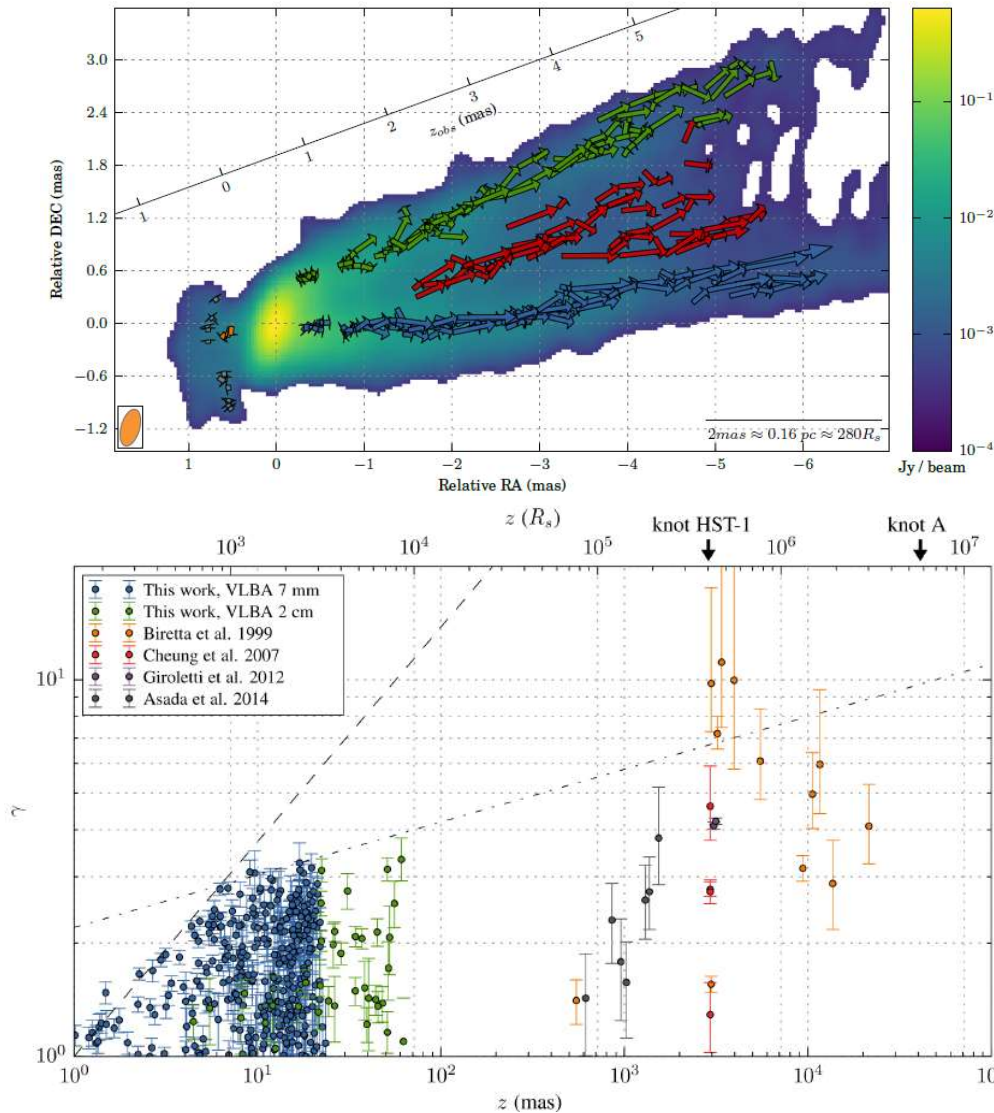 Relative DEC (mas)
3.0
2.4
1.8
1.2
0.6
0.0
−0.6
−1.2
1
0
1
2
3
4
5
z_obs (mas)
2mas ≈ 0.16 pc ≈ 280R_s
1
0
−1
−2
−3
−4
−5
−6
Relative RA (mas)
10^−1
10^−2
10^−3
10^−4
Jy / beam
z (R_s)
knot HST-1
knot A
10^3
10^4
10^5
10^6
10^7
This work, VLBA 7 mm
This work, VLBA 2 cm
Biretta et al. 1999
Cheung et al. 2007
Giroletti et al. 2012
Asada et al. 2014
γ
10^1
10^0
10^0
10^1
10^2
10^3
10^4
10^5
z (mas)